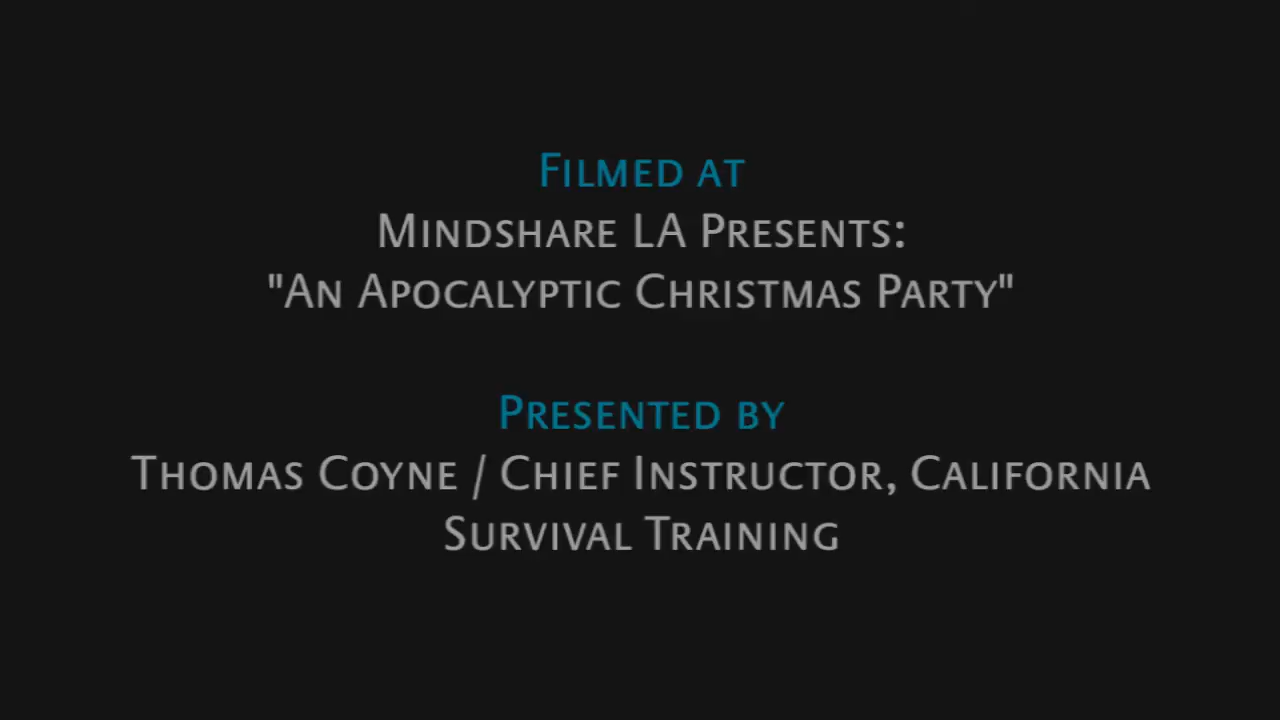 Filmed at
Mindshare LA Presents:
"An Apocalyptic Christmas Party"
Presented by
Thomas Coyne / Chief Instructor, California
Survival Training